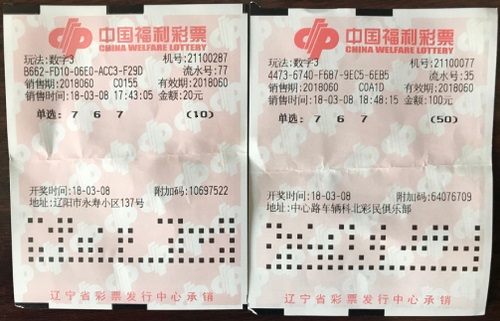 中国福利彩票
CHINA WELFARE LOTTERY
玩法:数字3 机号:21100287
B662-FD10-06E0-ACC3-F29D 流水号:77
销售期:2018060 C0155 有效期:2018060
销售时间:18-03-08 17:43:05 金额:20元
单选: 7 6 7 (10)
开奖时间:18-03-08 附加码:10697522
地址:辽阳市永寿小区137号
辽宁省彩票发行中心承销
中国福利彩票
CHINA WELFARE LOTTERY
玩法:数字3 机号:21100077
4473-6740-F687-9EC5-6EB5 流水号:35
销售期:2018060 C0A1D 有效期:2018060
销售时间:18-03-08 18:48:15 金额:100元
单选: 7 6 7 (50)
开奖时间:18-03-08 附加码:64076709
地址:中心路车辆科北彩民俱乐部
辽宁省彩票发行中心承销